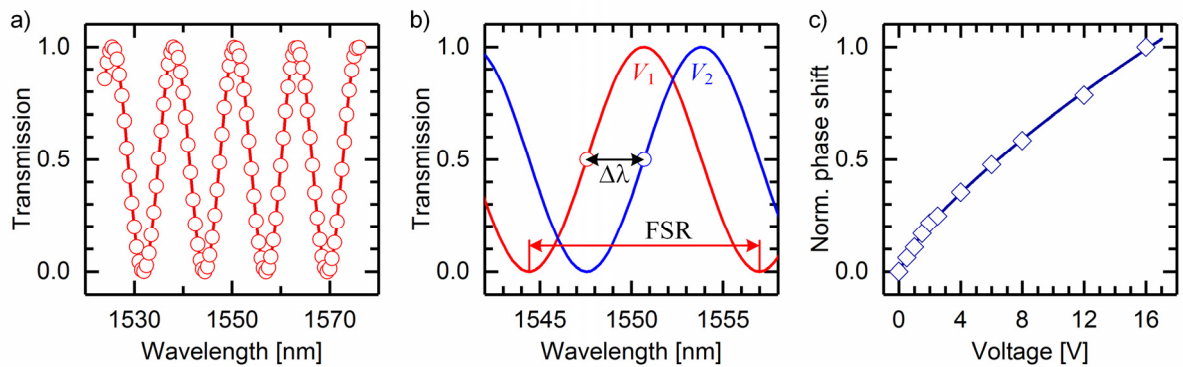 a)
Transmission
1.0
0.5
0.0
1530 1550 1570
Wavelength [nm]
b)
Transmission
1.0
0.5
0.0
V1
V2
Δλ
FSR
1545 1550 1555
Wavelength [nm]
c)
Norm. phase shift
1.0
0.5
0.0
0 4 8 12 16
Voltage [V]